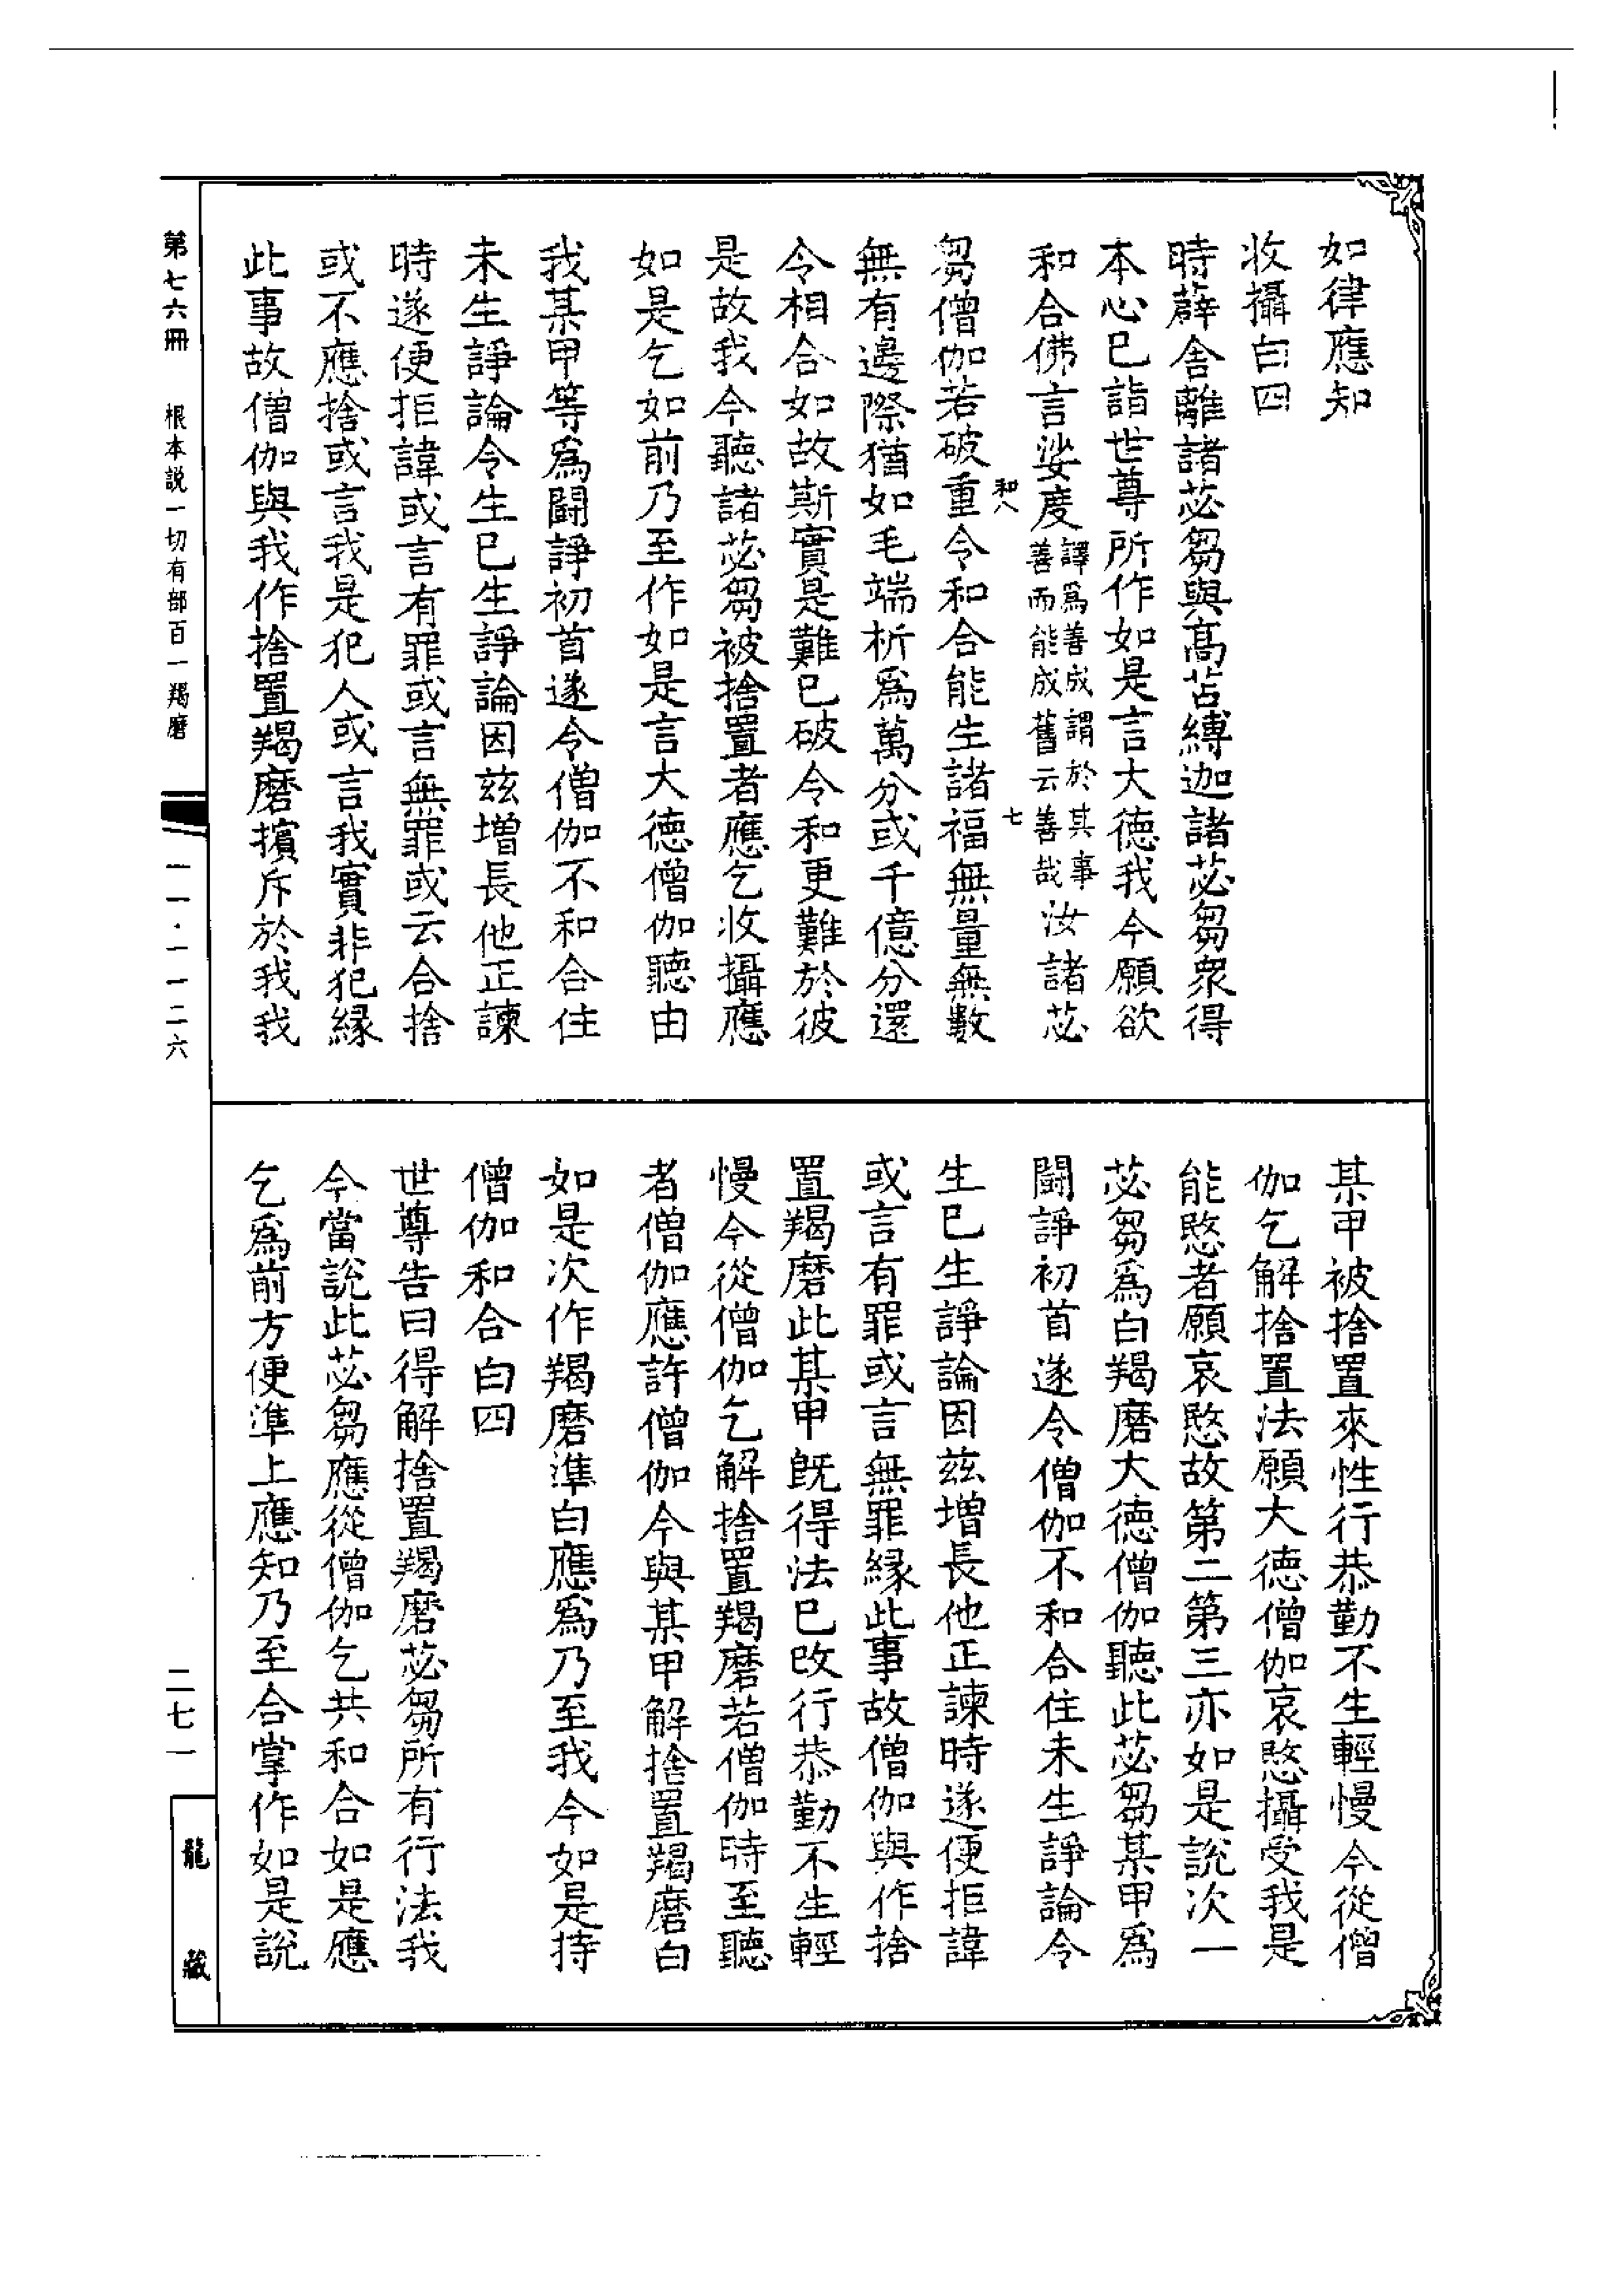 如律應知
收攝白四
時薜舍離諸苾芻與高苫縛迦諸苾芻衆得
本心已詣世尊所作如是言大德我今願欲
和合佛言娑度譯爲善成謂於其事善而能成舊云善哉汝諸苾
和八
七
芻僧伽若破重令和合能生諸福無量無數
無有邊際猶如毛端析爲萬分或千億分還
令相合如故斯實是難已破令和更難於彼
是故我今聽諸苾芻被捨置者應乞收攝應
如是乞如前乃至作如是言大德僧伽聽由
我某甲等爲鬪諍初首遂令僧伽不和合住
未生諍論令生已生諍論因茲增長他正諫
時遂便拒諱或言有罪或言無罪或云合捨
或不應捨或言我是犯人或言我實非犯緣
此事故僧伽與我作捨置羯磨擯斥於我我
某甲被捨置來性行恭勤不生輕慢今從僧
伽乞解捨置法願大德僧伽哀愍攝受我是
能愍者願哀愍故第二第三亦如是說次一
苾芻爲白羯磨大德僧伽聽此苾芻某甲爲
鬪諍初首遂令僧伽不和合住未生諍論令
生已生諍論因茲增長他正諫時遂便拒諱
或言有罪或言無罪緣此事故僧伽與作捨
置羯磨此某甲旣得法已改行恭勤不生輕
慢今從僧伽乞解捨置羯磨若僧伽時至聽
者僧伽應許僧伽今與某甲解捨置羯磨白
如是次作羯磨準白應爲乃至我今如是持
僧伽和合白四
世尊告曰得解捨置羯磨苾芻所有行法我
今當說此苾芻應從僧伽乞共和合如是應
乞爲前方便準上應知乃至合掌作如是說
第七六冊 根本說一切有部百一羯磨
一一·一一二六
二七一
龍藏